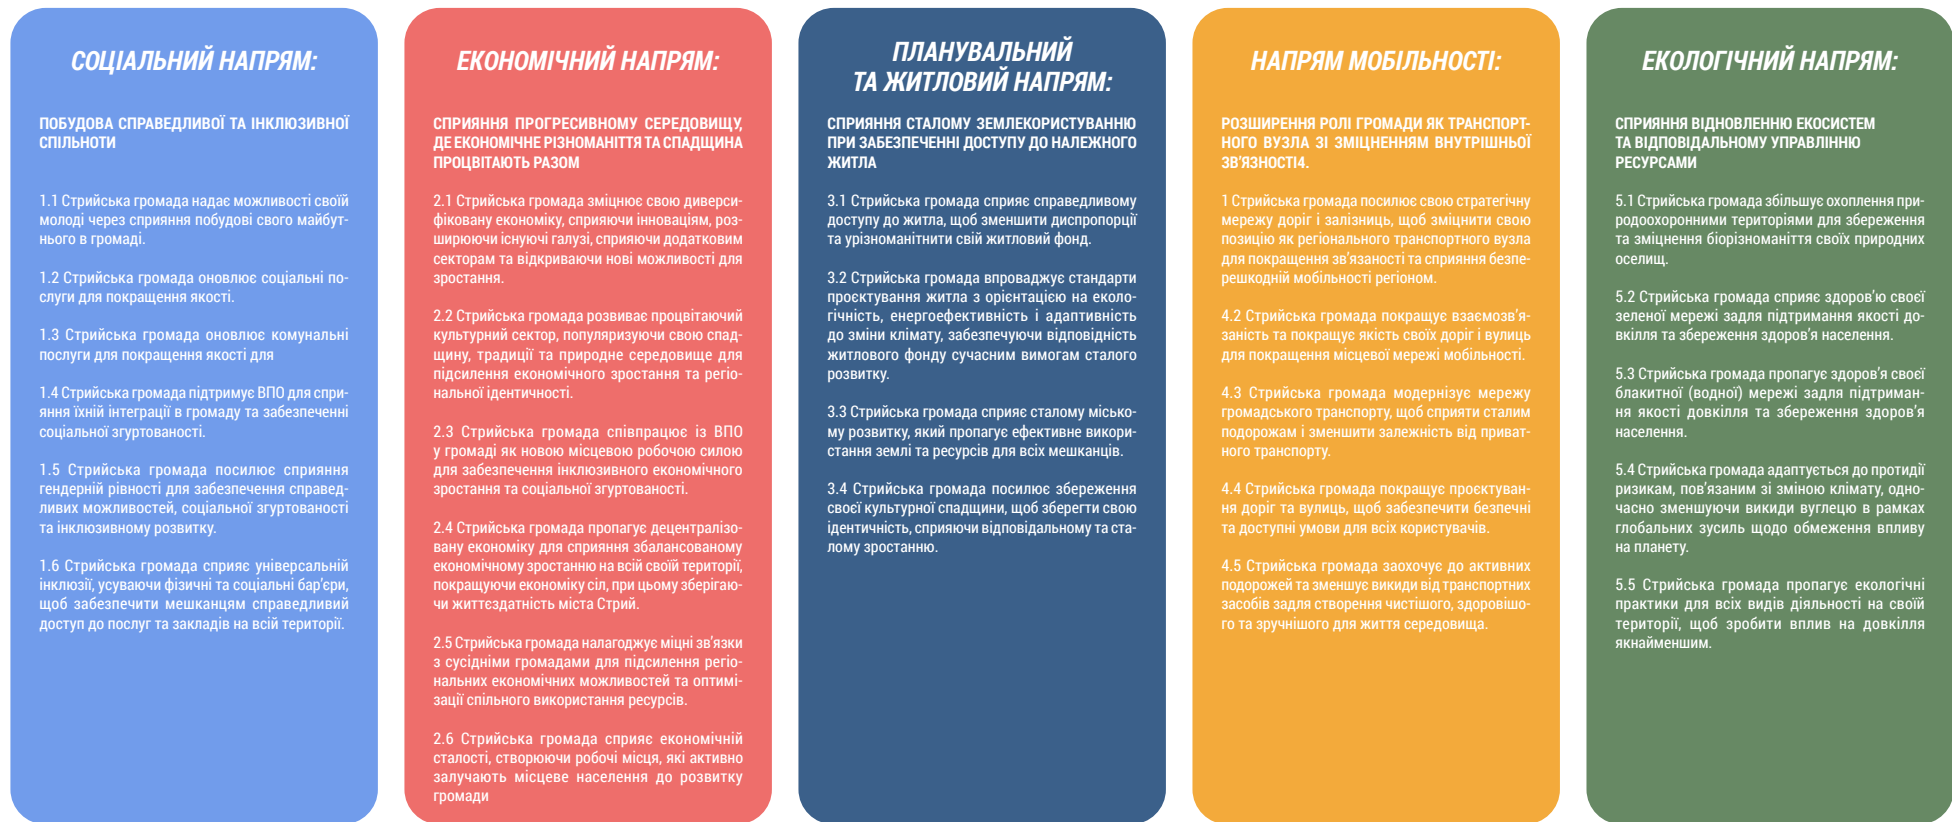 СОЦІАЛЬНИЙ НАПРЯМ:
ПОБУДОВА СПРАВЕДЛИВОЇ ТА ІНКЛЮЗИВНОЇ
СПІЛЬНОТИ
1.1 Стрийська громада надає можливості своїй
молоді через сприяння побудові свого майбут-
нього в громаді.
1.2 Стрийська громада оновлює соціальні по-
слуги для покращення якості.
1.3 Стрийська громада оновлює комунальні
послуги для покращення якості для
1.4 Стрийська громада підтримує ВПО для спри-
яння їхній інтеграції в громаду та забезпеченні
соціальної згуртованості.
1.5 Стрийська громада посилює сприяння
гендерній рівності для забезпечення справед-
ливих можливостей, соціальної згуртованості
та інклюзивному розвитку.
1.6 Стрийська громада сприяє універсальній
інклюзії, усуваючи фізичні та соціальні бар'єри,
щоб забезпечити мешканцям справедливий
доступ до послуг та закладів на всій території.
ЕКОНОМІЧНИЙ НАПРЯМ:
СПРИЯННЯ ПРОГРЕСИВНОМУ СЕРЕДОВИЩУ,
ДЕ ЕКОНОМІЧНЕ РІЗНОМАНІТТЯ ТА СПАДЩИНА
ПРОЦВІТАЮТЬ РАЗОМ
2.1 Стрийська громада зміцнює свою диверси-
фіковану економіку, сприяючи інноваціям, роз-
ширюючи існуючі галузі, сприяючи додатковим
секторам та відкриваючи нові можливості для
зростання.
2.2 Стрийська громада розвиває процвітаючий
культурний сектор, популяризуючи свою спад-
щину, традиції та природне середовище для
підсилення економічного зростання та регіо-
нальної ідентичності.
2.3 Стрийська громада співпрацює із ВПО
у громаді як новою місцевою робочою силою
для забезпечення інклюзивного економічного
зростання та соціальної згуртованості.
2.4 Стрийська громада пропагує децентралізо-
вану економіку для сприяння збалансованому
економічному зростанню на всій своїй території,
покращуючи економіку сіл, при цьому зберігаю-
чи життєздатність міста Стрий.
2.5 Стрийська громада налагоджує міцні зв'язки
з сусідніми громадами для підсилення регіо-
нальних економічних можливостей та оптимі-
зації спільного використання ресурсів.
2.6 Стрийська громада сприяє економічній
сталості, створюючи робочі місця, які активно
залучають місцеве населення до розвитку
громади
ПЛАНУВАЛЬНИЙ
ТА ЖИТЛОВИЙ НАПРЯМ:
СПРИЯННЯ СТАЛОМУ ЗЕМЛЕКОРИСТУВАННЮ
ПРИ ЗАБЕЗПЕЧЕННІ ДОСТУПУ ДО НАЛЕЖНОГО
ЖИТЛА
3.1 Стрийська громада сприяє справедливому
доступу до житла, щоб зменшити диспропорції
та урізноманітнити свій житловий фонд.
3.2 Стрийська громада впроваджує стандарти
проєктування житла з орієнтацією на еколо-
гічність, енергоефективність і адаптивність
до зміни клімату, забезпечуючи відповідність
житлового фонду сучасним вимогам сталого
розвитку.
3.3 Стрийська громада сприяє сталому місько-
му розвитку, який пропагує ефективне викори-
стання землі та ресурсів для всіх мешканців.
3.4 Стрийська громада посилює збереження
своєї культурної спадщини, щоб зберегти свою
ідентичність, сприяючи відповідальному та ста-
лому зростанню.
НАПРЯМ МОБІЛЬНОСТІ:
РОЗШИРЕННЯ РОЛІ ГРОМАДИ ЯК ТРАНСПОРТ-
НОГО ВУЗЛА ЗІ ЗМІЦНЕННЯМ ВНУТРІШНЬОЇ
ЗВ'ЯЗНОСТІ4.
1 Стрийська громада посилює свою стратегічну
мережу доріг і залізниць, щоб зміцнити свою
позицію як регіонального транспортного вузла
для покращення зв'язаності та сприяння безпе-
решкодній мобільності регіоном.
4.2 Стрийська громада покращує взаємозв'я-
заність та покращує якість своїх доріг і вулиць
для покращення місцевої мережі мобільності.
4.3 Стрийська громада модернізує мережу
громадського транспорту, щоб сприяти сталим
подорожам і зменшити залежність від приват-
ного транспорту.
4.4 Стрийська громада покращує проєктуван-
ня доріг та вулиць, щоб забезпечити безпечні
та доступні умови для всіх користувачів.
4.5 Стрийська громада заохочує до активних
подорожей та зменшує викиди від транспортних
засобів задля створення чистішого, здоровішо-
го та зручнішого для життя середовища.
ЕКОЛОГІЧНИЙ НАПРЯМ:
СПРИЯННЯ ВІДНОВЛЕННЮ ЕКОСИСТЕМ
ТА ВІДПОВІДАЛЬНОМУ УПРАВЛІННЮ
РЕСУРСАМИ
5.1 Стрийська громада збільшує охоплення при-
родоохоронними територіями для збереження
та зміцнення біорізноманіття своїх природних
оселищ.
5.2 Стрийська громада сприяє здоров'ю своєї
зеленої мережі задля підтримання якості до-
вкілля та збереження здоров'я населення.
5.3 Стрийська громада пропагує здоров'я своєї
блакитної (водної) мережі задля підтриман-
ня якості довкілля та збереження здоров'я
населення.
5.4 Стрийська громада адаптується до протидії
ризикам, пов'язаним зі зміною клімату, одно-
часно зменшуючи викиди вуглецю в рамках
глобальних зусиль щодо обмеження впливу
на планету.
5.5 Стрийська громада пропагує екологічні
практики для всіх видів діяльності на своїй
території, щоб зробити вплив на довкілля
якнайменшим.